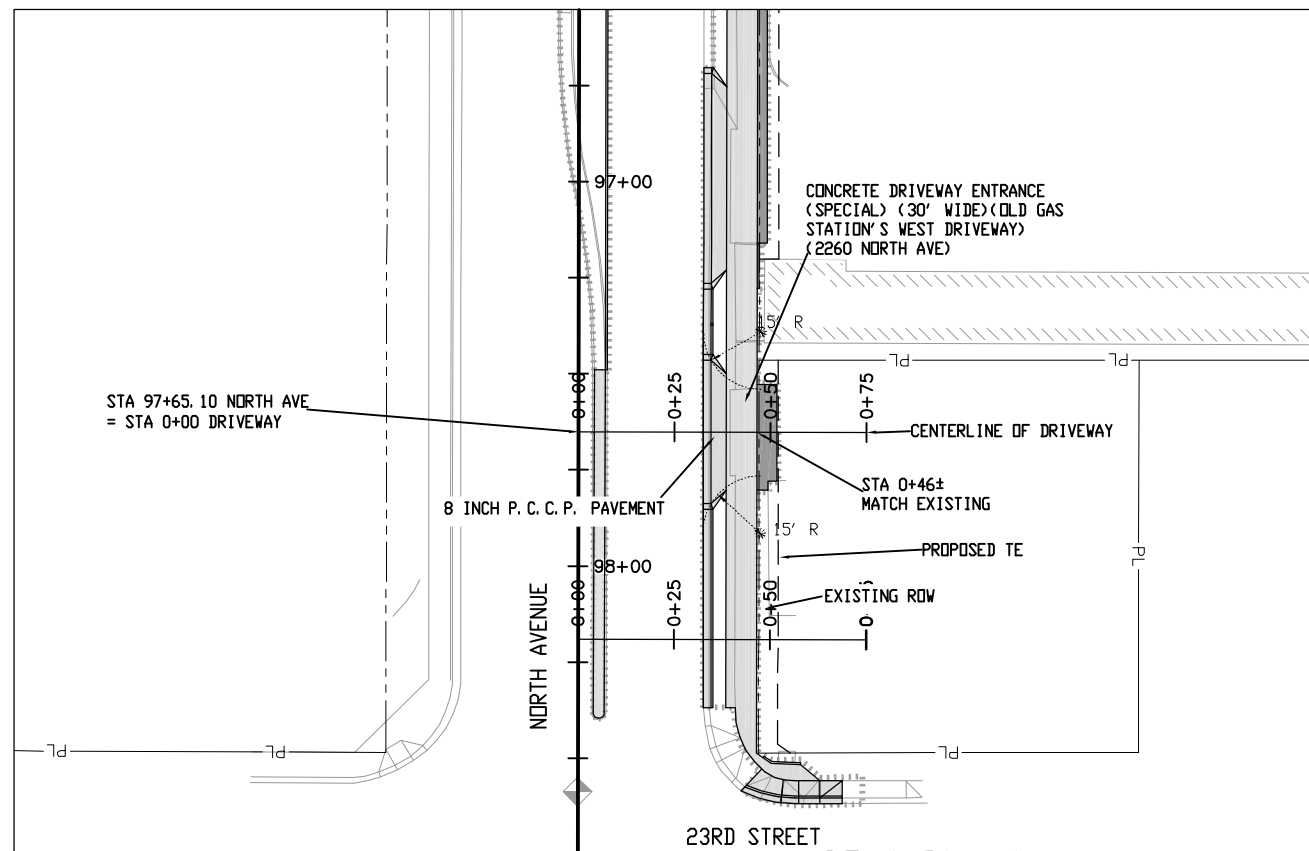 97+00
CONCRETE DRIVEWAY ENTRANCE
(SPECIAL) (30' WIDE)(OLD GAS
STATION'S WEST DRIVEWAY)
(2260 NORTH AVE)
5' R
PL
PL
0+00
0+25
0+50
0+75
STA 97+65.10 NORTH AVE
= STA 0+00 DRIVEWAY
CENTERLINE OF DRIVEWAY
STA 0+46±
MATCH EXISTING
8 INCH P.C.C.P. PAVEMENT
15' R
PROPOSED TE
PL
98+00
EXISTING ROW
0+00
0+25
0+50
NORTH AVENUE
PL
PL
PL
23RD STREET